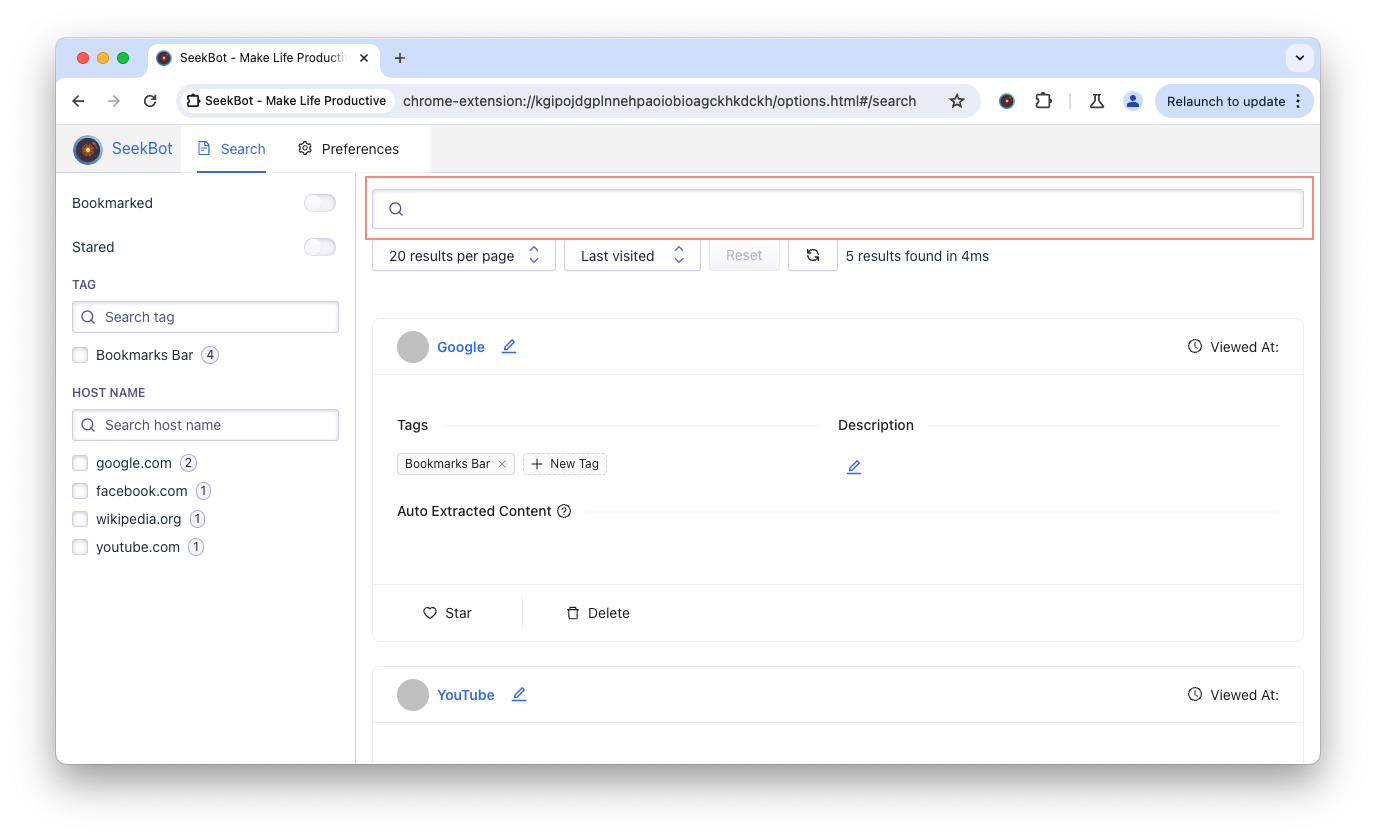 SeekBot - Make Life Producti
SeekBot - Make Life Productive
chrome-extension://kgipojdgplnnehpaoiobioagckhkdckh/options.html#/search
Relaunch to update
SeekBot
Search
Preferences
Bookmarked
Stared
TAG
Search tag
Bookmarks Bar 4
HOST NAME
Search host name
google.com 2
facebook.com 1
wikipedia.org 1
youtube.com 1
20 results per page
Last visited
Reset
5 results found in 4ms
Google
Viewed At:
Tags
Description
Bookmarks Bar
New Tag
Auto Extracted Content
Star
Delete
YouTube
Viewed At: